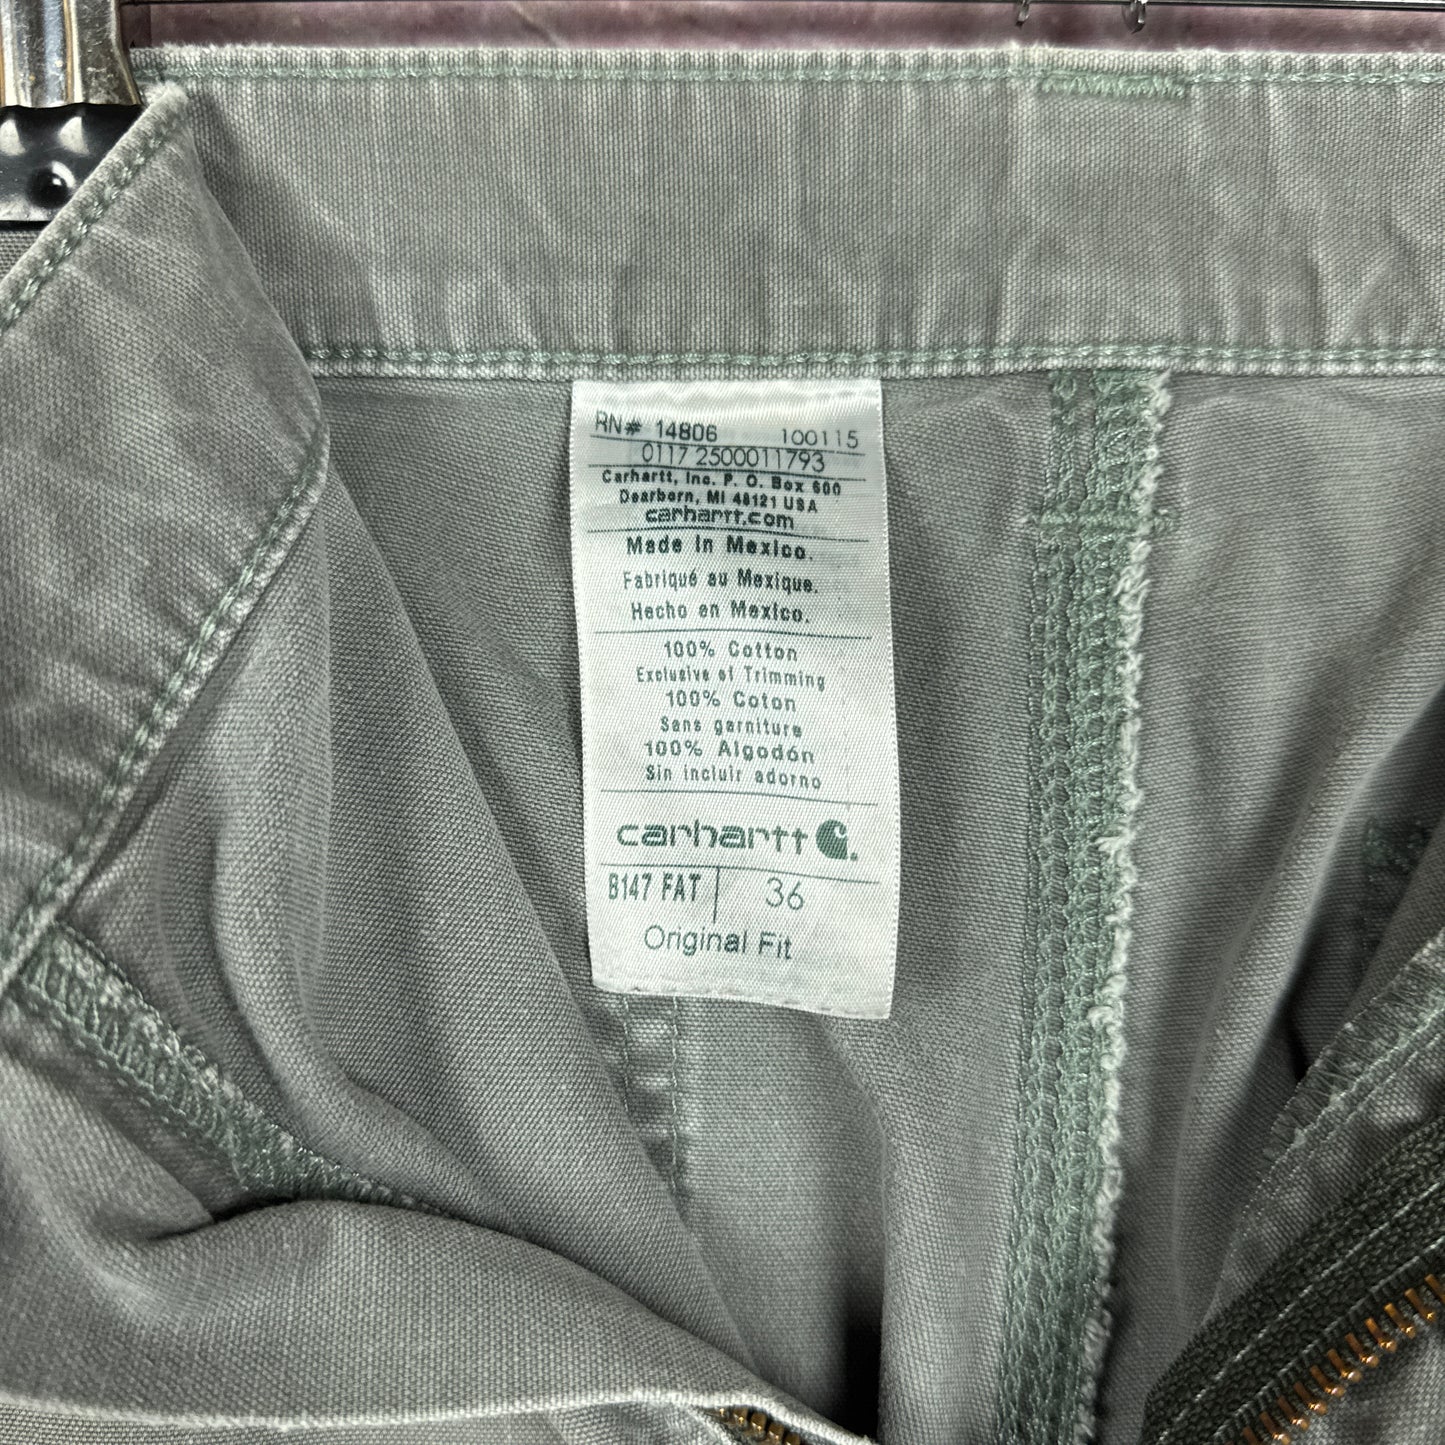 RN# 14806 100115
0117 2500011793
Carhartt, Inc. P. O. Box 600
Dearborn, MI 48121 USA
carhartt.com
Made in Mexico.
Fabriqué au Mexique.
Hecho en Mexico.
100% Cotton
Exclusive of Trimming
100% Coton
Sans garniture
100% Algodón
Sin incluir adorno
carhartt
B147 FAT 36
Original Fit